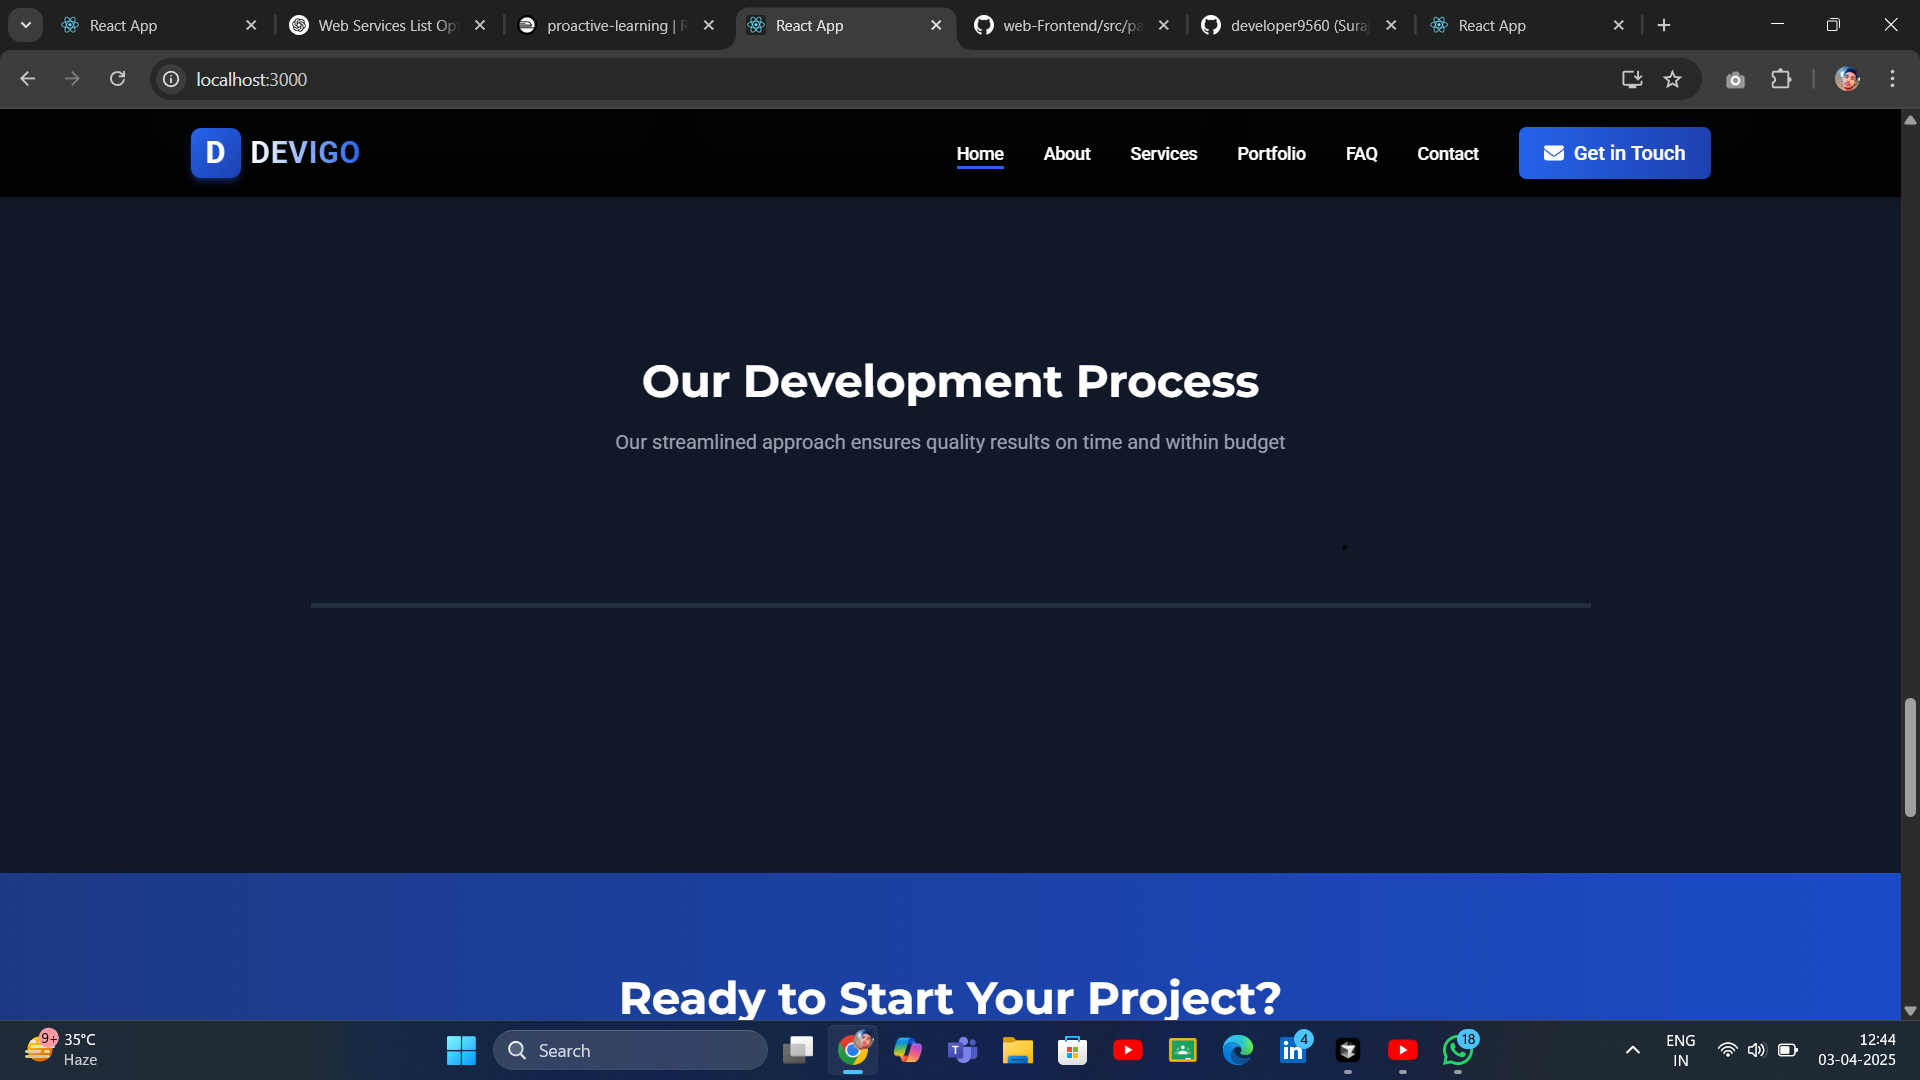 React App
Web Services List Op
proactive-learning | R
React App
web-Frontend/src/pa
developer9560 (Suraj
React App
localhost:3000
D DEVIGO
Home About Services Portfolio FAQ Contact Get in Touch
Our Development Process
Our streamlined approach ensures quality results on time and within budget
Ready to Start Your Project?
9+ 35°C
Haze
Search
4
18
ENG
IN
12:44
03-04-2025